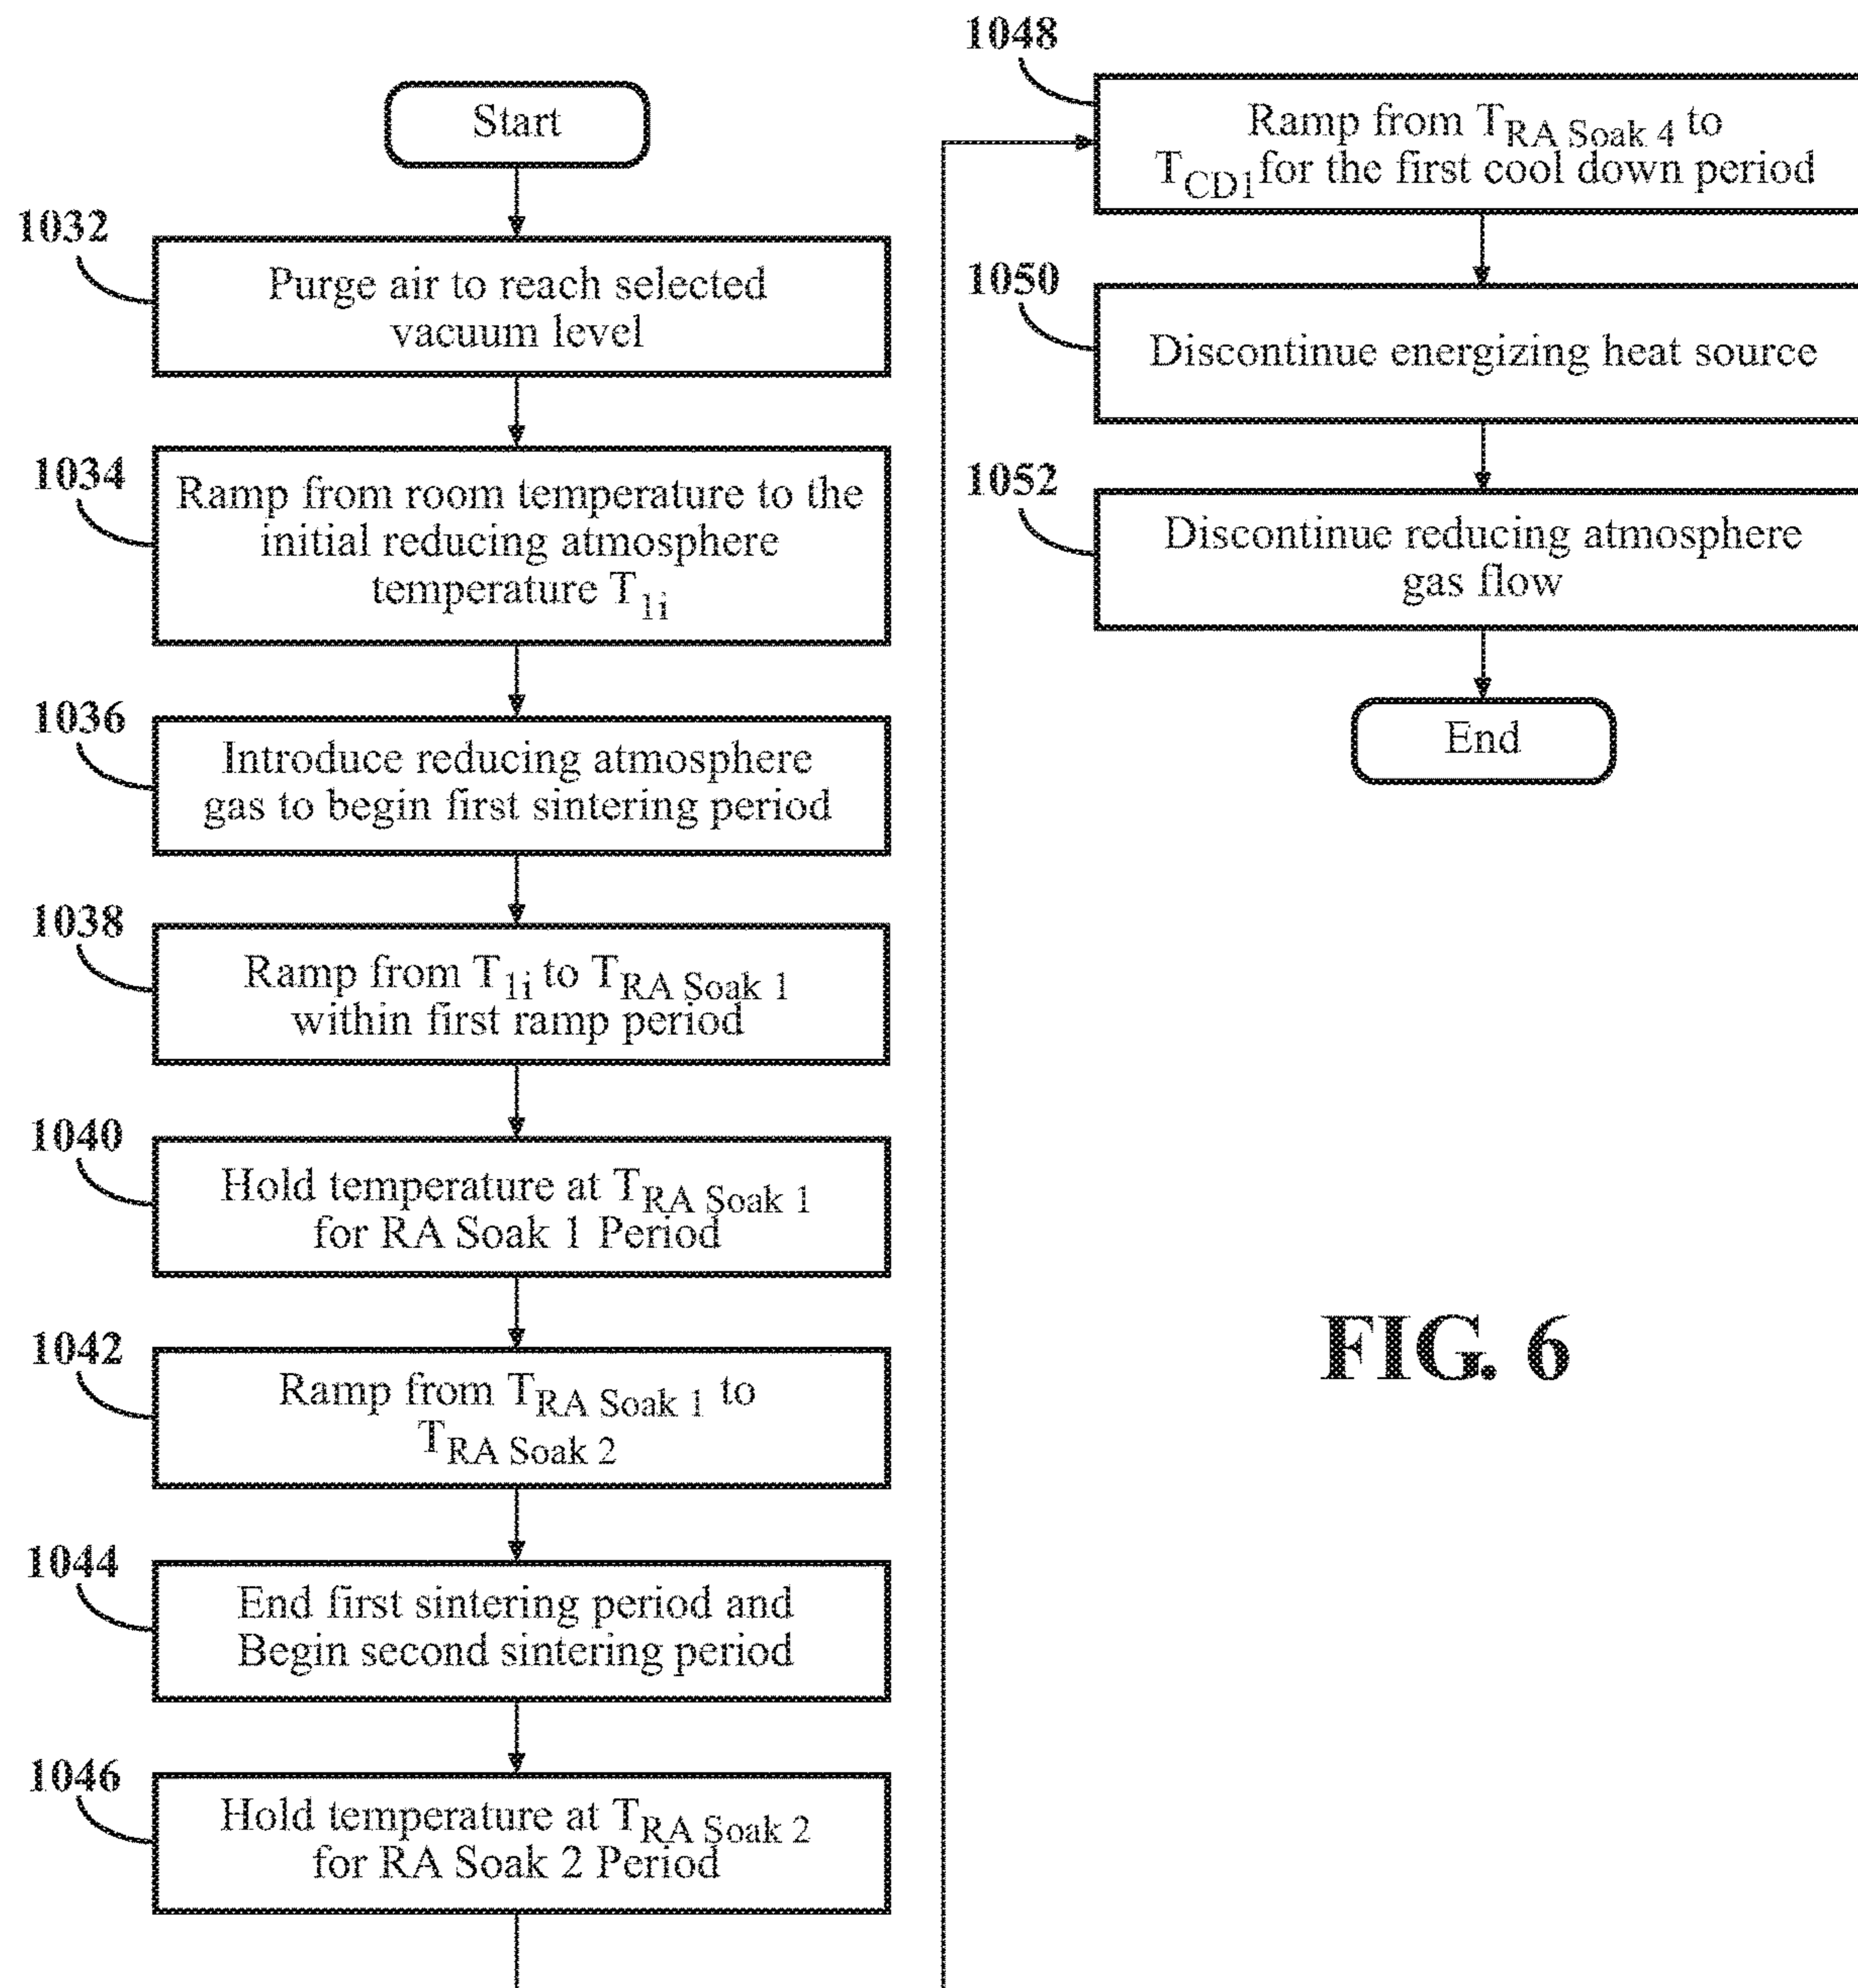 Start
1032
Purge air to reach selected
vacuum level
1034
Ramp from room temperature to the
initial reducing atmosphere
temperature T1i
1036
Introduce reducing atmosphere
gas to begin first sintering period
1038
Ramp from T1i to TRA Soak 1
within first ramp period
1040
Hold temperature at TRA Soak 1
for RA Soak 1 Period
1042
Ramp from TRA Soak 1 to
TRA Soak 2
1044
End first sintering period and
Begin second sintering period
1046
Hold temperature at TRA Soak 2
for RA Soak 2 Period
1048
Ramp from TRA Soak 4 to
TCD1 for the first cool down period
1050
Discontinue energizing heat source
1052
Discontinue reducing atmosphere
gas flow
End
FIG. 6